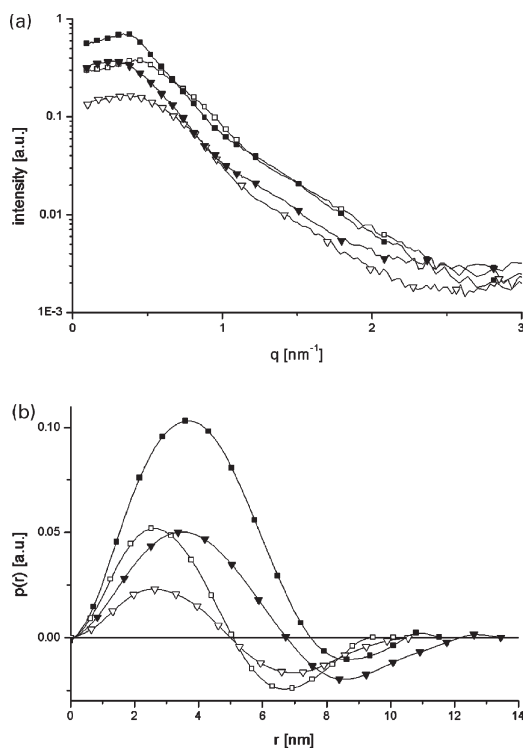 (a)
1
0.1
0.01
1E-3
intensity [a.u.]
0 1 2 3
q [nm⁻¹]
(b)
0.10
0.05
0.00
p(r) [a.u.]
0 2 4 6 8 10 12 14
r [nm]